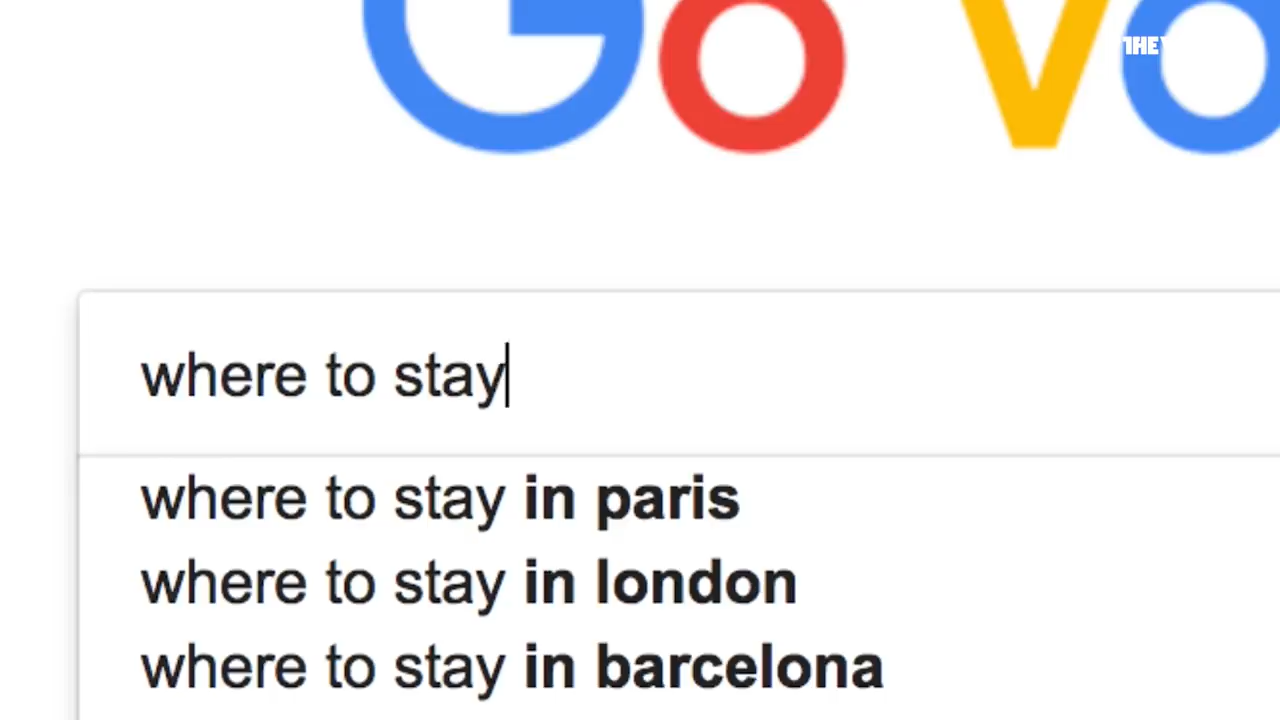 Go Vo
THE
where to stay
where to stay in paris
where to stay in london
where to stay in barcelona